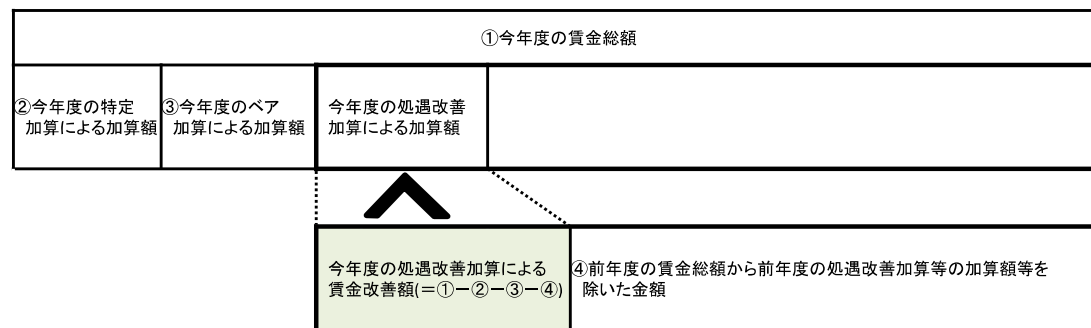 ①今年度の賃金総額
②今年度の特定
加算による加算額
③今年度のベア
加算による加算額
今年度の処遇改善
加算による加算額
今年度の処遇改善加算による
賃金改善額(＝①－②－③－④)
④前年度の賃金総額から前年度の処遇改善加算等の加算額等を
除いた金額